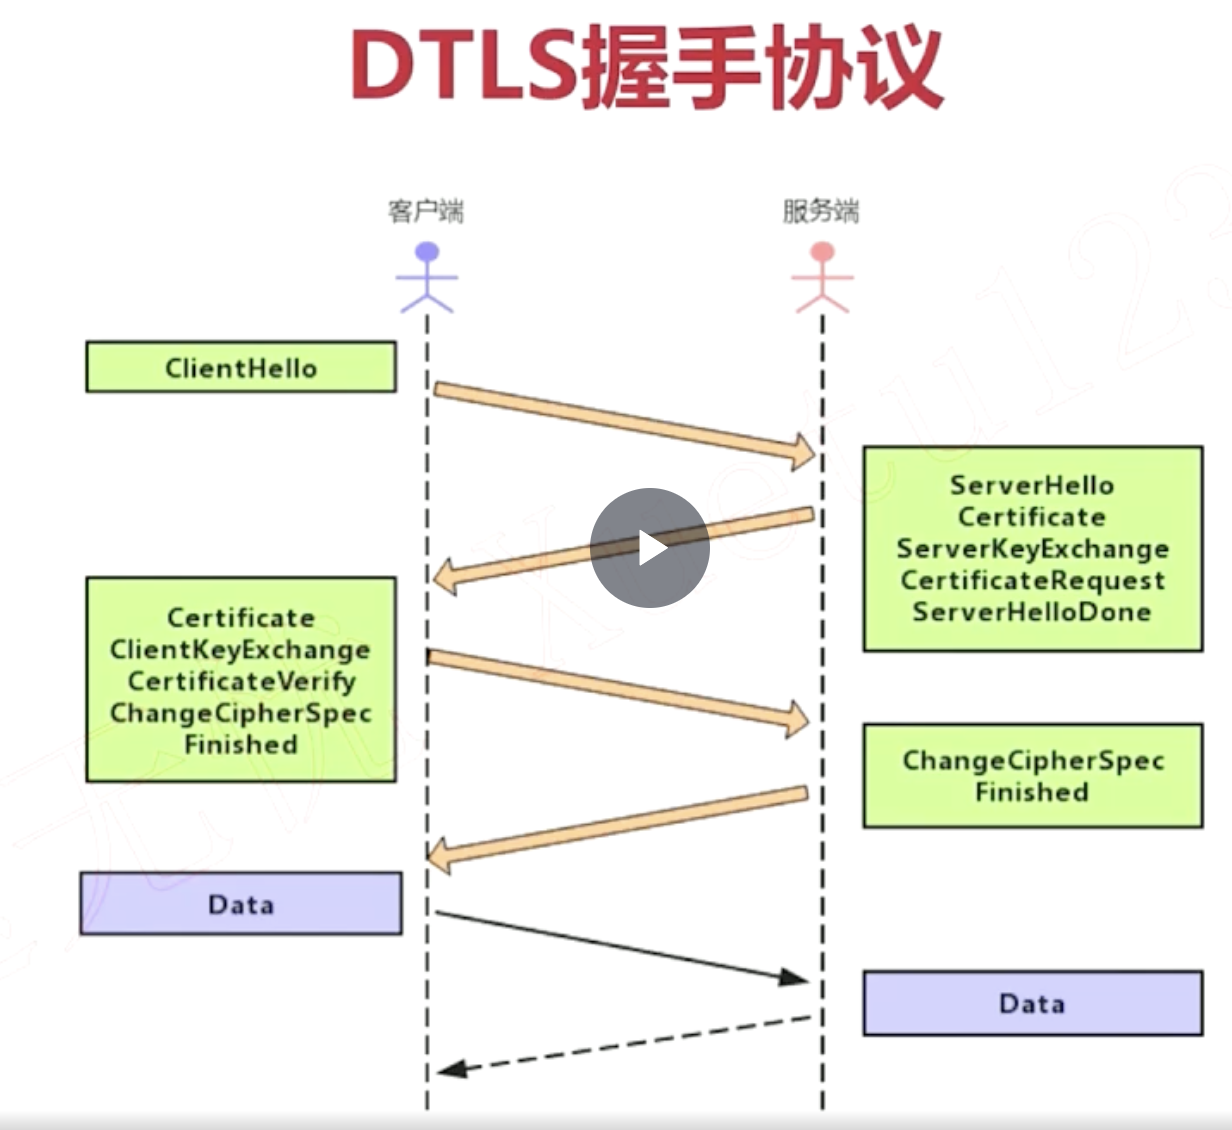 DTLS握手协议
客户端
服务端
ClientHello
ServerHello
Certificate
ServerKeyExchange
CertificateRequest
ServerHelloDone
Certificate
ClientKeyExchange
CertificateVerify
ChangeCipherSpec
Finished
ChangeCipherSpec
Finished
Data
Data